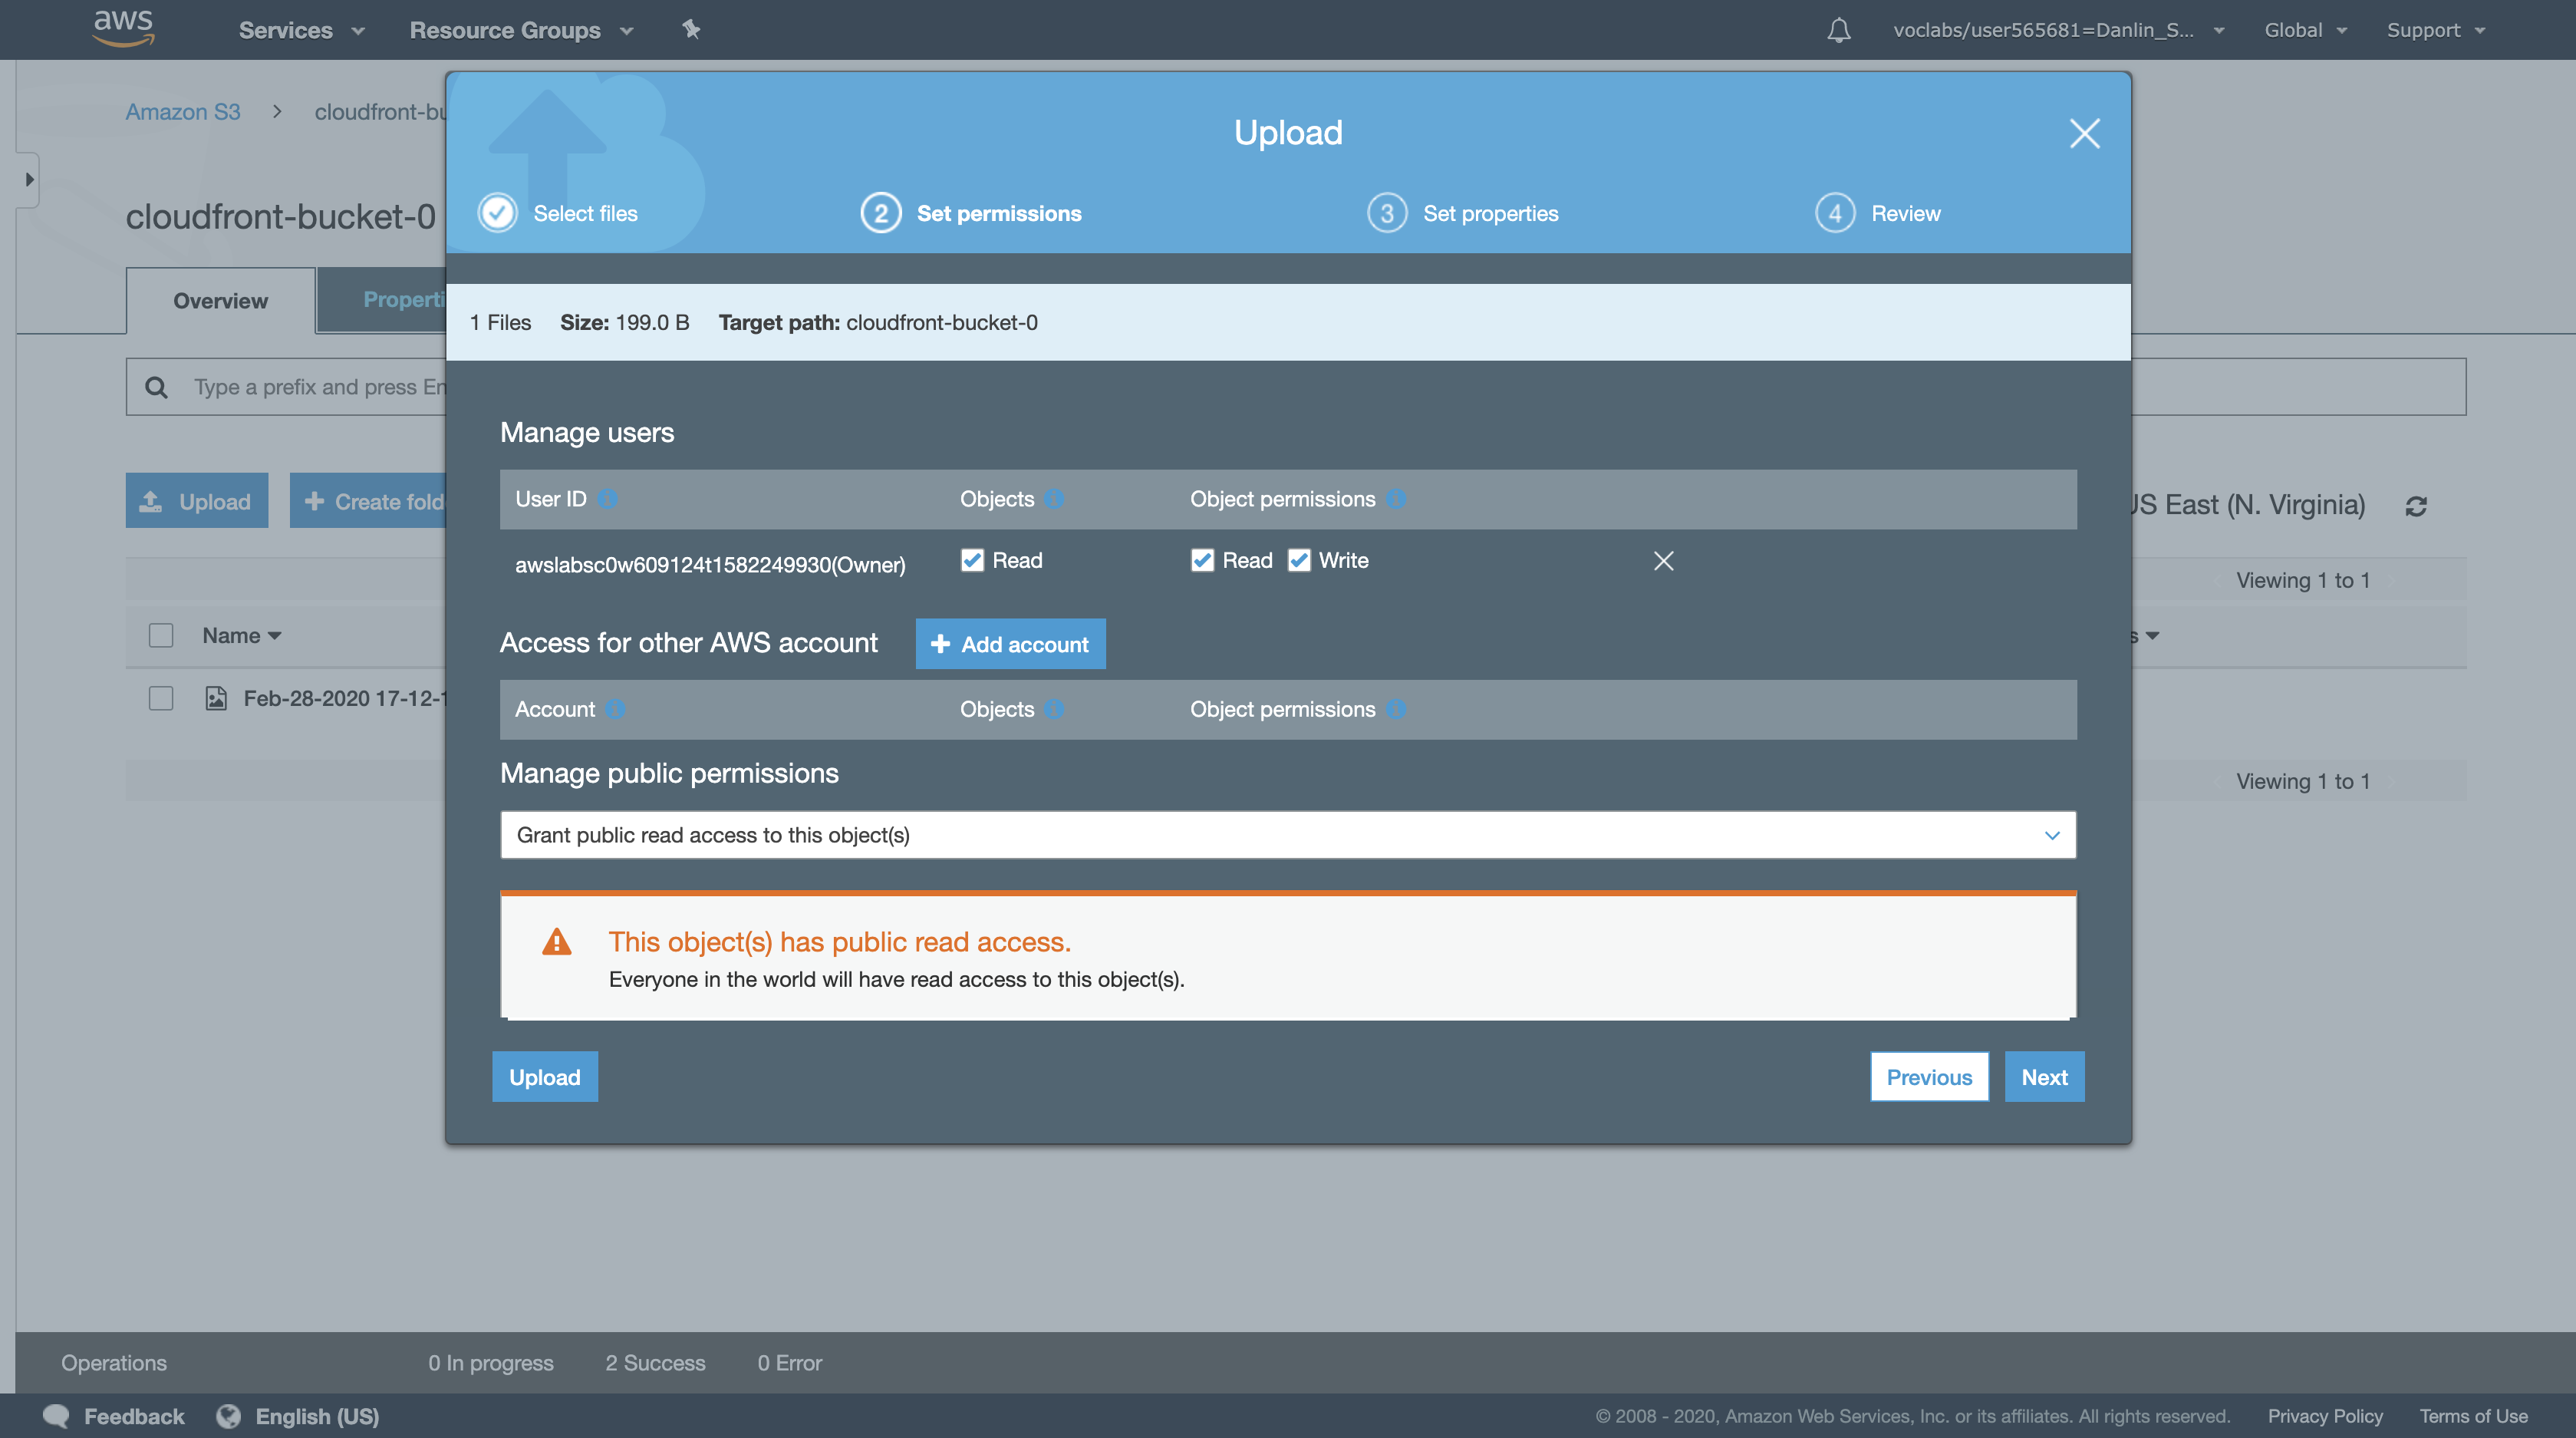 aws
Services
Resource Groups
voclabs/user565681=Danlin_S...
Global
Support
Amazon S3
cloudfront-bu
cloudfront-bucket-0
Overview
Properti
Type a prefix and press En
Upload
Create fold
US East (N. Virginia)
Viewing 1 to 1
Name
s
Feb-28-2020 17-12-1
Viewing 1 to 1
Upload
Select files
2 Set permissions
3 Set properties
4 Review
1 Files Size: 199.0 B Target path: cloudfront-bucket-0
Manage users
User ID Objects Object permissions
awslabsc0w609124t1582249930(Owner) Read Read Write
Access for other AWS account Add account
Account Objects Object permissions
Manage public permissions
Grant public read access to this object(s)
This object(s) has public read access.
Everyone in the world will have read access to this object(s).
Upload Previous Next
Operations 0 In progress 2 Success 0 Error
Feedback English (US) © 2008 - 2020, Amazon Web Services, Inc. or its affiliates. All rights reserved. Privacy Policy Terms of Use